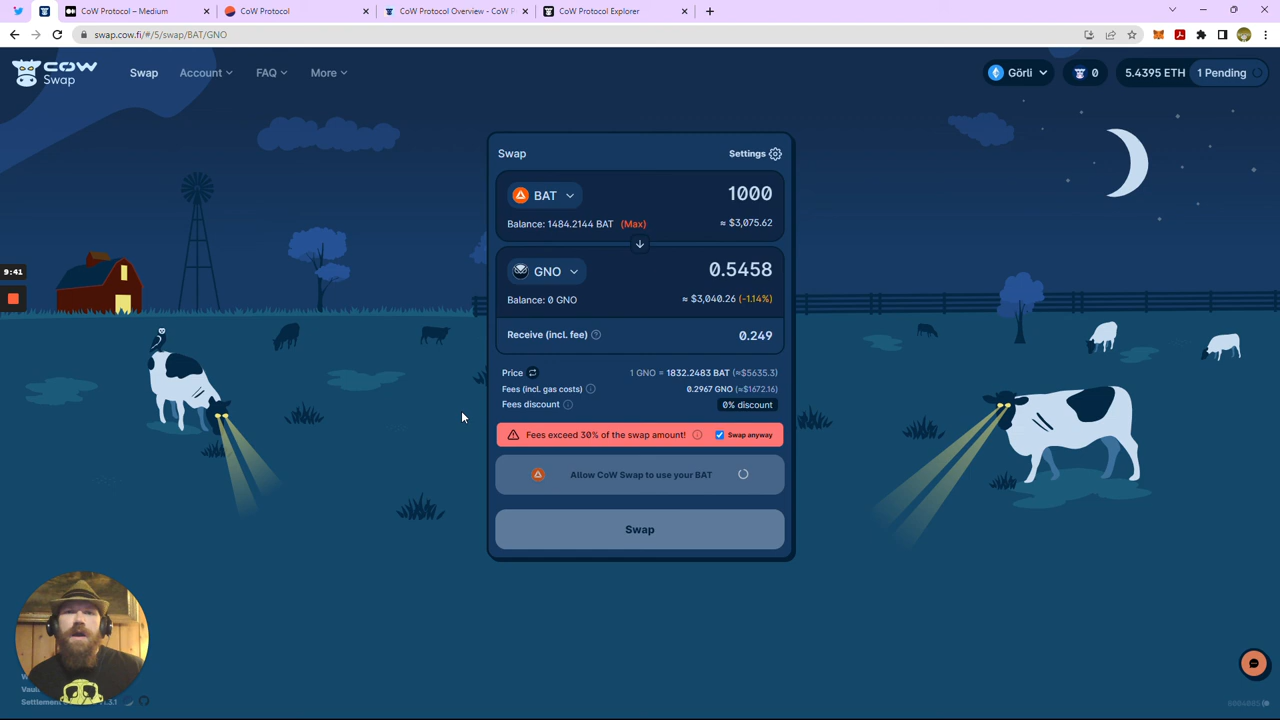 CoW Protocol – Medium
CoW Protocol
CoW Protocol Overview - CoW P
CoW Protocol Explorer
swap.cow.fi/#/5/swap/BAT/GNO
COW
Swap
Swap
Account
FAQ
More
Görli
0
5.4395 ETH
1 Pending
Swap
Settings
BAT
1000
Balance: 1484.2144 BAT (Max)
≈ $3,075.62
GNO
0.5458
Balance: 0 GNO
≈ $3,040.26 (-1.14%)
Receive (incl. fee)
0.249
Price
1 GNO = 1832.2483 BAT (≈$5635.3)
Fees (incl. gas costs)
0.2967 GNO (≈$1672.16)
Fees discount
0% discount
Fees exceed 30% of the swap amount!
Swap anyway
Allow CoW Swap to use your BAT
Swap
9:41